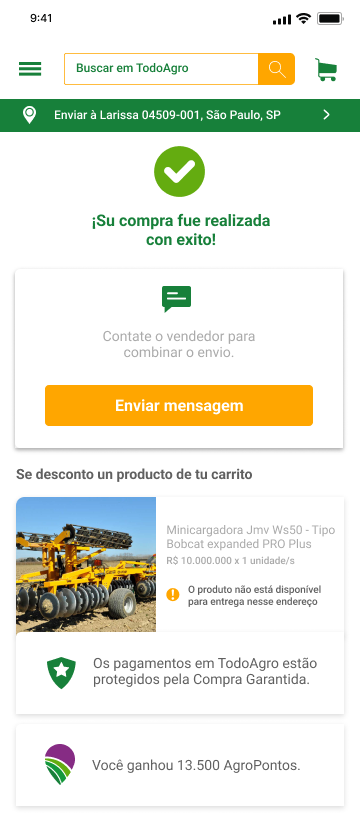 9:41
Buscar em TodoAgro
Enviar à Larissa 04509-001, São Paulo, SP
¡Su compra fue realizada
con exito!
Contate o vendedor para
combinar o envio.
Enviar mensagem
Se desconto un producto de tu carrito
Minicargadora Jmv Ws50 - Tipo
Bobcat expanded PRO Plus
R$ 10.000.000 x 1 unidade/s
O produto não está disponível
para entrega nesse endereço
Os pagamentos em TodoAgro estão
protegidos pela Compra Garantida.
Você ganhou 13.500 AgroPontos.